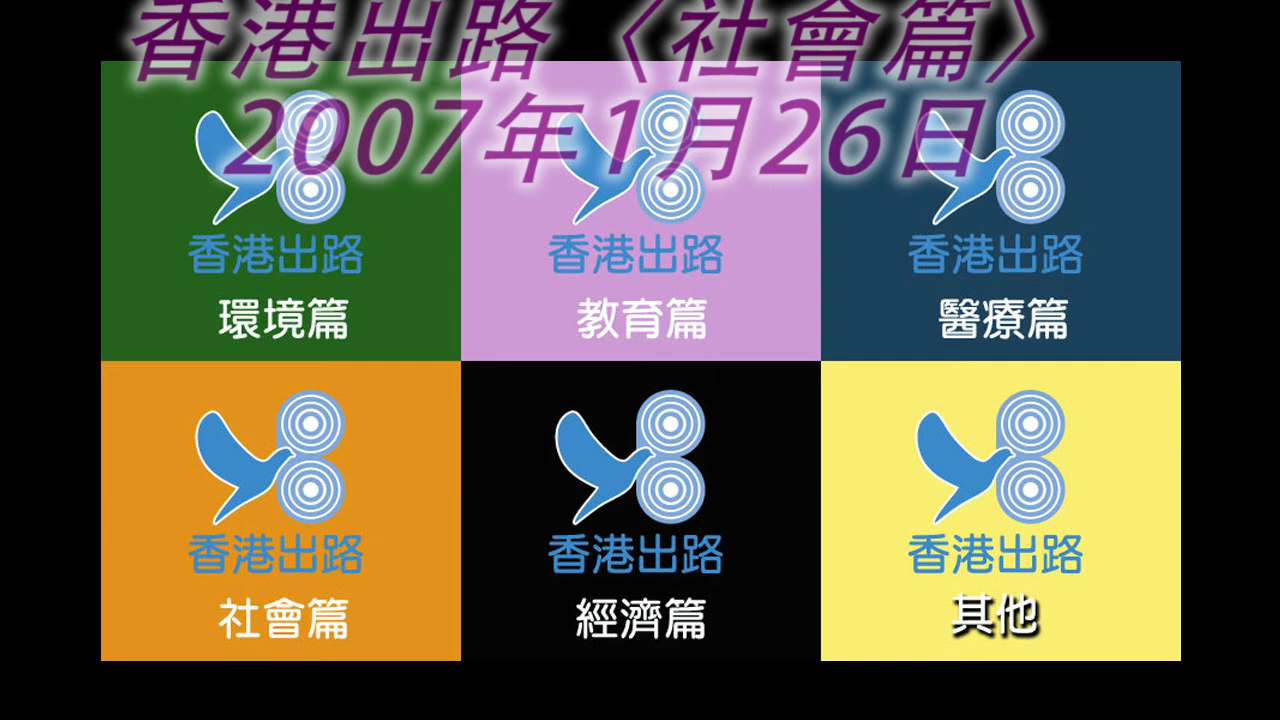 香港出路〈社會篇〉
2007年1月26日
香港出路
環境篇
香港出路
教育篇
香港出路
醫療篇
香港出路
社會篇
香港出路
經濟篇
香港出路
其他